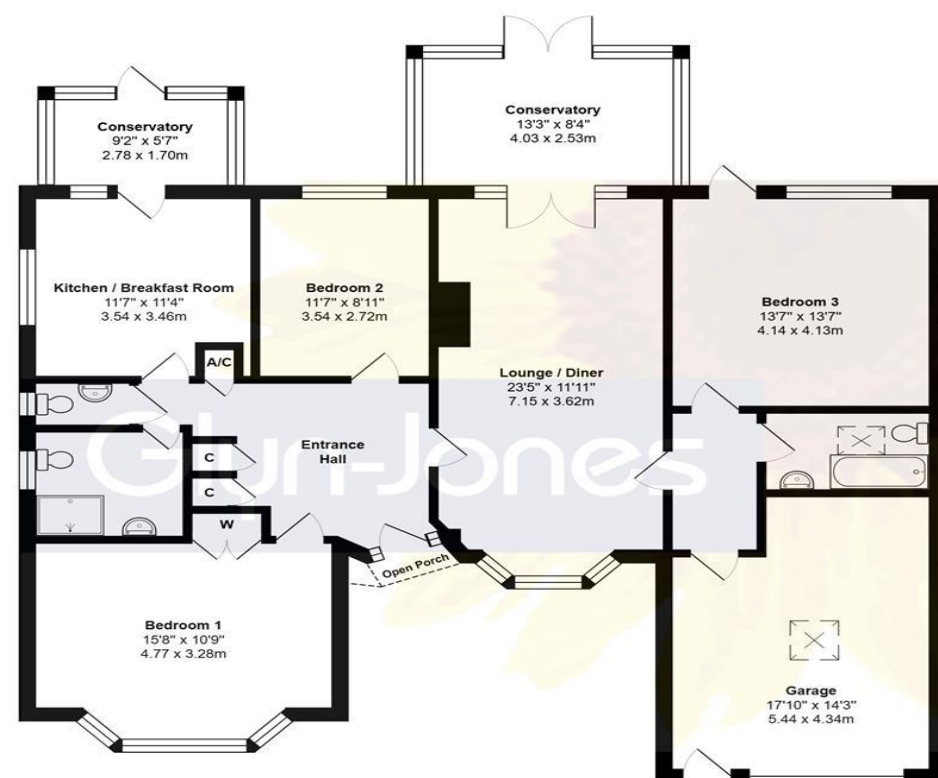 Conservatory
13'3" x 8'4"
4.03 x 2.53m
Conservatory
9'2" x 5'7"
2.78 x 1.70m
Kitchen / Breakfast Room
11'7" x 11'4"
3.54 x 3.46m
Bedroom 2
11'7" x 8'11"
3.54 x 2.72m
Bedroom 3
13'7" x 13'7"
4.14 x 4.13m
A/C
Lounge / Diner
23'5" x 11'11"
7.15 x 3.62m
Entrance
Hall
C
C
Glyn-Jones
W
Open Porch
Bedroom 1
15'8" x 10'9"
4.77 x 3.28m
Garage
17'10" x 14'3"
5.44 x 4.34m